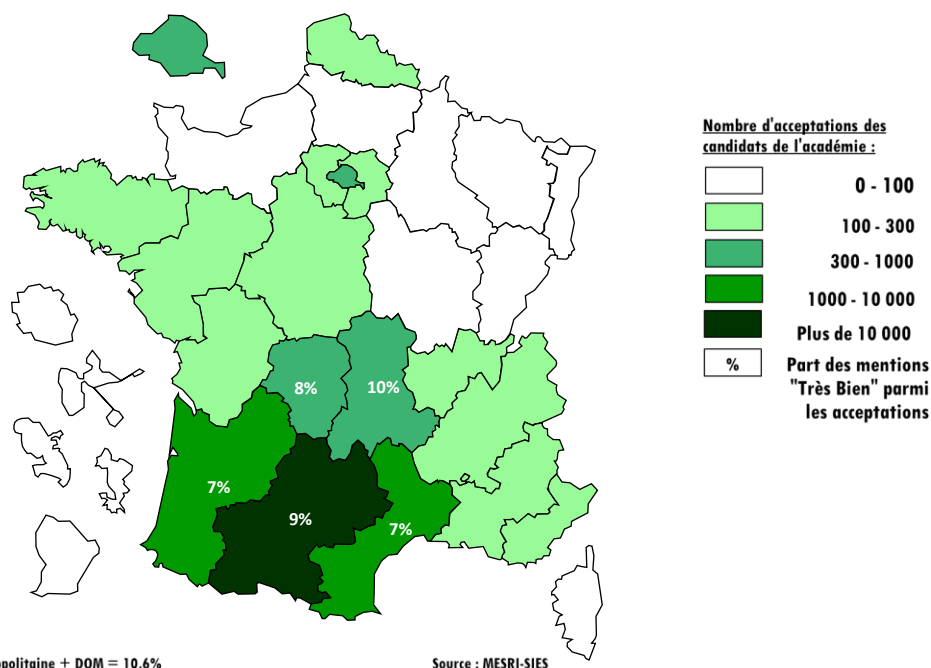 Nombre d'acceptations des
candidats de l'académie :
0 - 100
100 - 300
300 - 1000
1000 - 10 000
Plus de 10 000
% Part des mentions
"Très Bien" parmi
les acceptations
8%
10%
7%
9%
7%
opolitaine + DOM = 10,6%
Source : MESRI-SIES